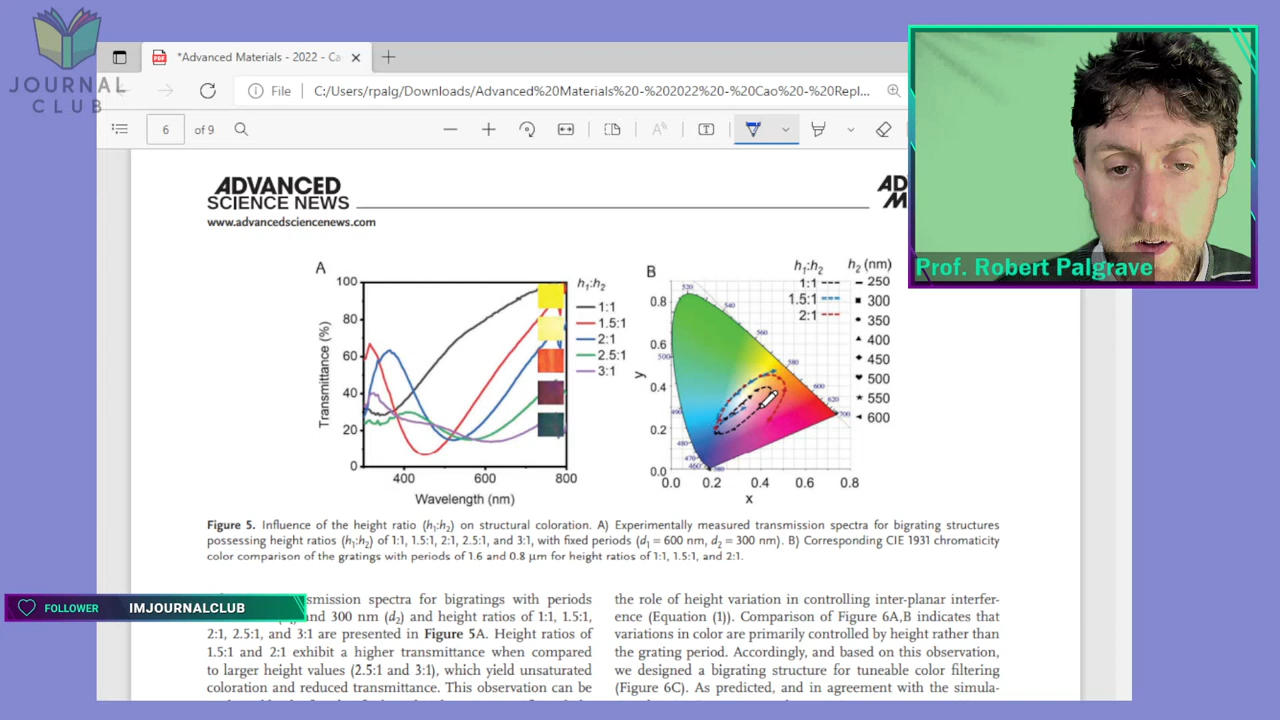 JOURNAL
CLUB
*Advanced Materials - 2022 - Ca
File C:/Users/rpalg/Downloads/Advanced%20Materials%20-%202022%20-%20Cao%20-%20Repl...
6 of 9
ADVANCED
SCIENCE NEWS
www.advancedsciencenews.com
AD
M
Prof. Robert Palgrave
A
100
80
60
40
20
0
Transmittance (%)
400 600 800
Wavelength (nm)
h1:h2
1:1
1.5:1
2:1
2.5:1
3:1
B
h1:h2
1:1
1.5:1
2:1
h2 (nm)
250
300
350
400
450
500
550
600
0.8
0.6
0.4
0.2
0.0
y
0.0 0.2 0.4 0.6 0.8
x
520
540
560
580
600
620
700
500
490
480
470
460
Figure 5. Influence of the height ratio (h1:h2) on structural coloration. A) Experimentally measured transmission spectra for bigrating structures
possessing height ratios (h1:h2) of 1:1, 1.5:1, 2:1, 2.5:1, and 3:1, with fixed periods (d1 = 600 nm, d2 = 300 nm). B) Corresponding CIE 1931 chromaticity
color comparison of the gratings with periods of 1.6 and 0.8 μm for height ratios of 1:1, 1.5:1, and 2:1.
FOLLOWER IMJOURNALCLUB
smission spectra for bigratings with periods
and 300 nm (d2) and height ratios of 1:1, 1.5:1,
2:1, 2.5:1, and 3:1 are presented in Figure 5A. Height ratios of
1.5:1 and 2:1 exhibit a higher transmittance when compared
to larger height values (2.5:1 and 3:1), which yield unsaturated
coloration and reduced transmittance. This observation can be
the role of height variation in controlling inter-planar interfer-
ence (Equation (1)). Comparison of Figure 6A,B indicates that
variations in color are primarily controlled by height rather than
the grating period. Accordingly, and based on this observation,
we designed a bigrating structure for tuneable color filtering
(Figure 6C). As predicted, and in agreement with the simula-